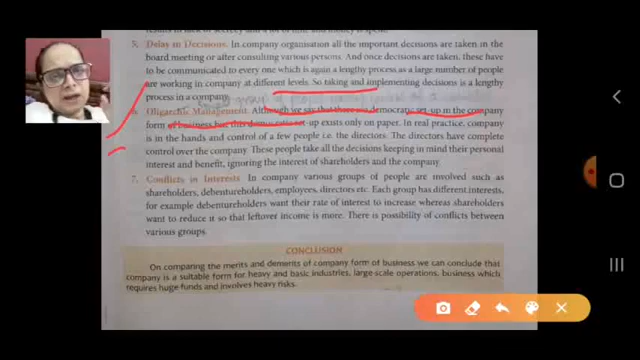 5. Delay in Decisions. In company organisation all the important decisions are taken in the
board meeting or after consulting various persons. And once decisions are taken, these have
to be communicated to every one which is again a lengthy process as a large number of people
are working in company at different levels. So taking and implementing decisions is a lengthy
process in a company.
Oligarchic Management. Although we say that there is a democratic set-up in the company
form of business but this democratic set-up exists only on paper. In real practice, company
is in the hands and control of a few people i.e. the directors. The directors have complete
control over the company. These people take all the decisions keeping in mind their personal
interest and benefit, ignoring the interest of shareholders and the company.
7. Conflicts in Interests. In company various groups of people are involved such as
shareholders, debentureholders, employees, directors etc. Each group has different interests,
for example debentureholders want their rate of interest to increase whereas shareholders
want to reduce it so that leftover income is more. There is possibility of conflicts between
various groups.
CONCLUSION
On comparing the merits and demerits of company form of business we can conclude that
company is a suitable form for heavy and basic industries, large-scale operations, business which
requires huge funds and involves heavy risks.